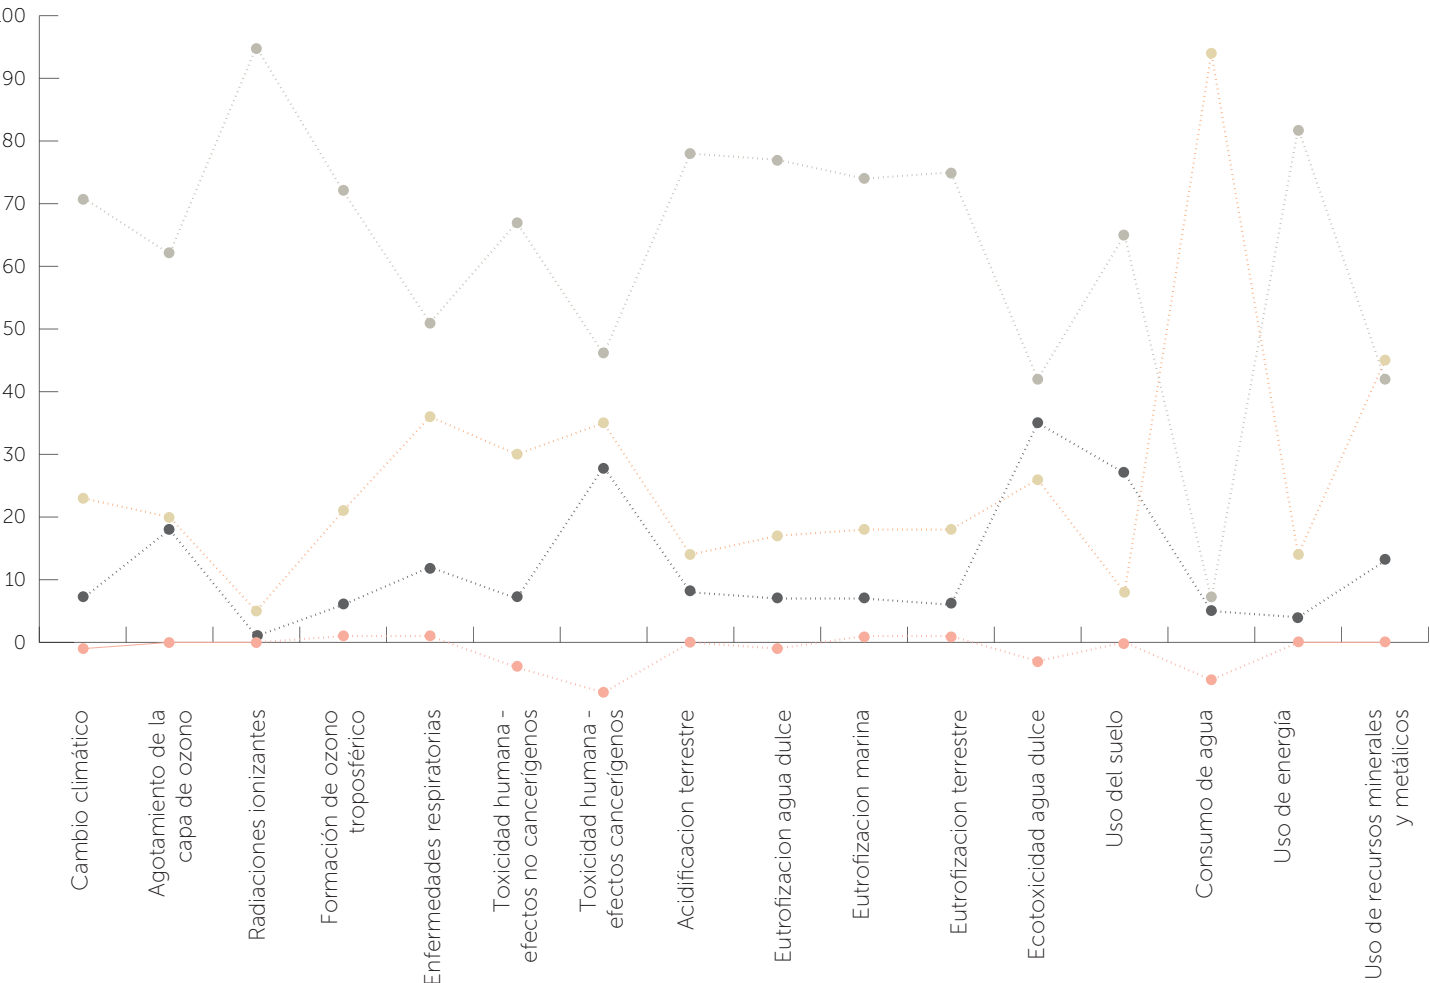 100
90
80
70
60
50
40
30
20
10
0
Cambio climático
Agotamiento de la
capa de ozono
Radiaciones ionizantes
Formación de ozono
troposférico
Enfermedades respiratorias
Toxicidad humana -
efectos no cancerígenos
Toxicidad humana -
efectos cancerígenos
Acidificacion terrestre
Eutrofizacion agua dulce
Eutrofizacion marina
Eutrofizacion terrestre
Ecotoxicidad agua dulce
Uso del suelo
Consumo de agua
Uso de energía
Uso de recursos minerales
y metálicos